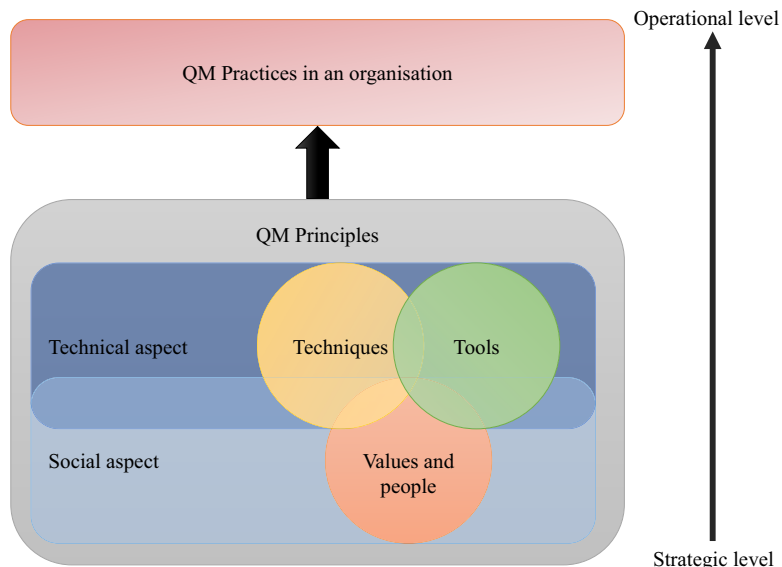 Operational level
QM Practices in an organisation
QM Principles
Technical aspect
Techniques
Tools
Social aspect
Values and
people
Strategic level